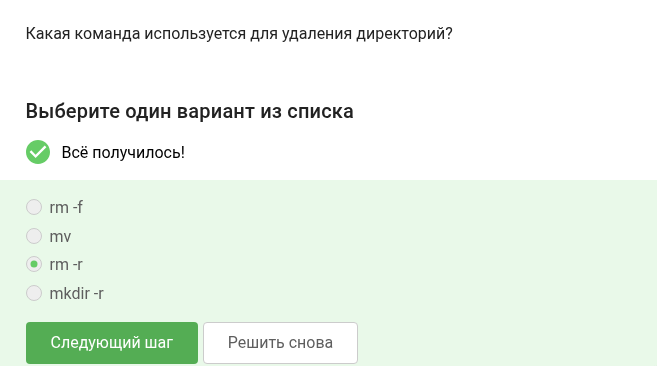 Какая команда используется для удаления директорий?
Выберите один вариант из списка
Всё получилось!
rm -f
mv
rm -r
mkdir -r
Следующий шаг
Решить снова